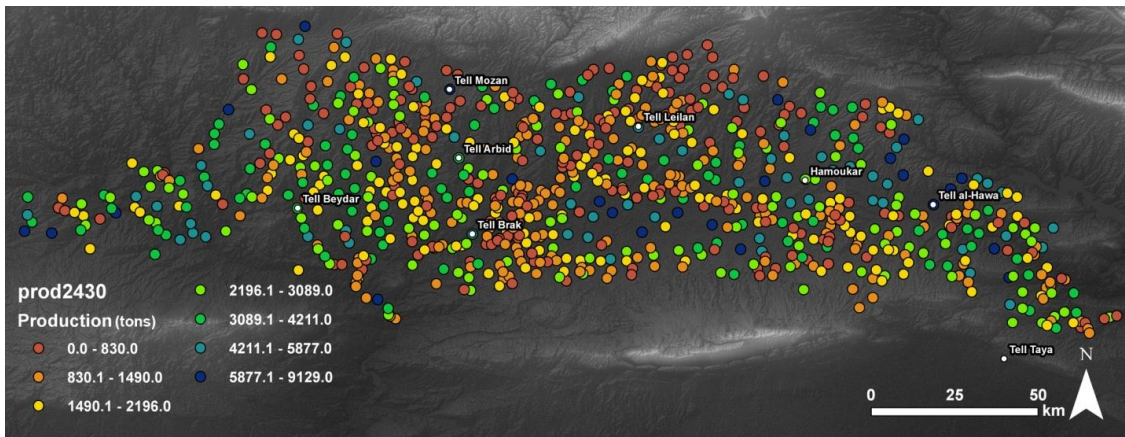 Tell Mozan
Tell Leilan
Tell Arbid
Hamoukar
Tell Beydar
Tell al-Hawa
Tell Brak
prod2430
Production (tons)
0.0 - 830.0
830.1 - 1490.0
1490.1 - 2196.0
2196.1 - 3089.0
3089.1 - 4211.0
4211.1 - 5877.0
5877.1 - 9129.0
Tell Taya
N
0 25 50
km